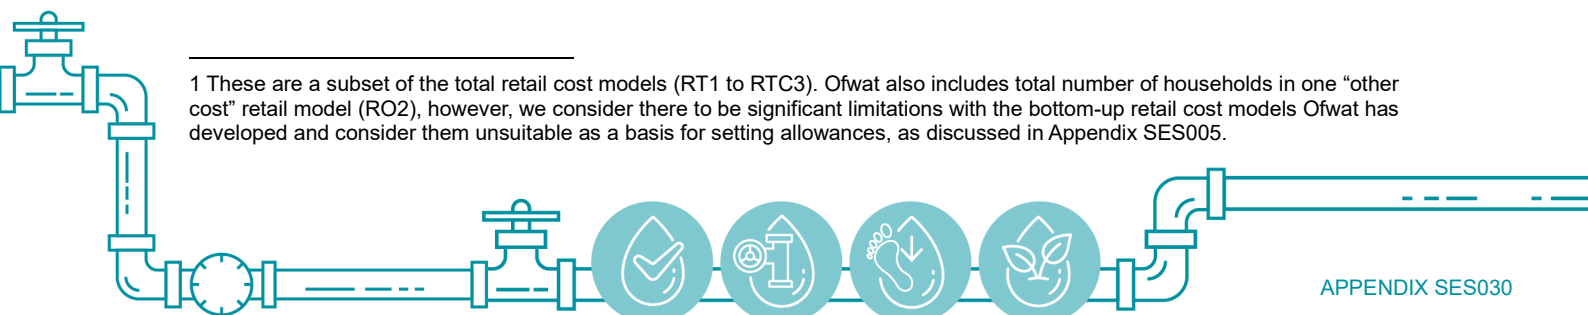 1 These are a subset of the total retail cost models (RT1 to RTC3). Ofwat also includes total number of households in one “other
cost” retail model (RO2), however, we consider there to be significant limitations with the bottom-up retail cost models Ofwat has
developed and consider them unsuitable as a basis for setting allowances, as discussed in Appendix SES005.
APPENDIX SES030